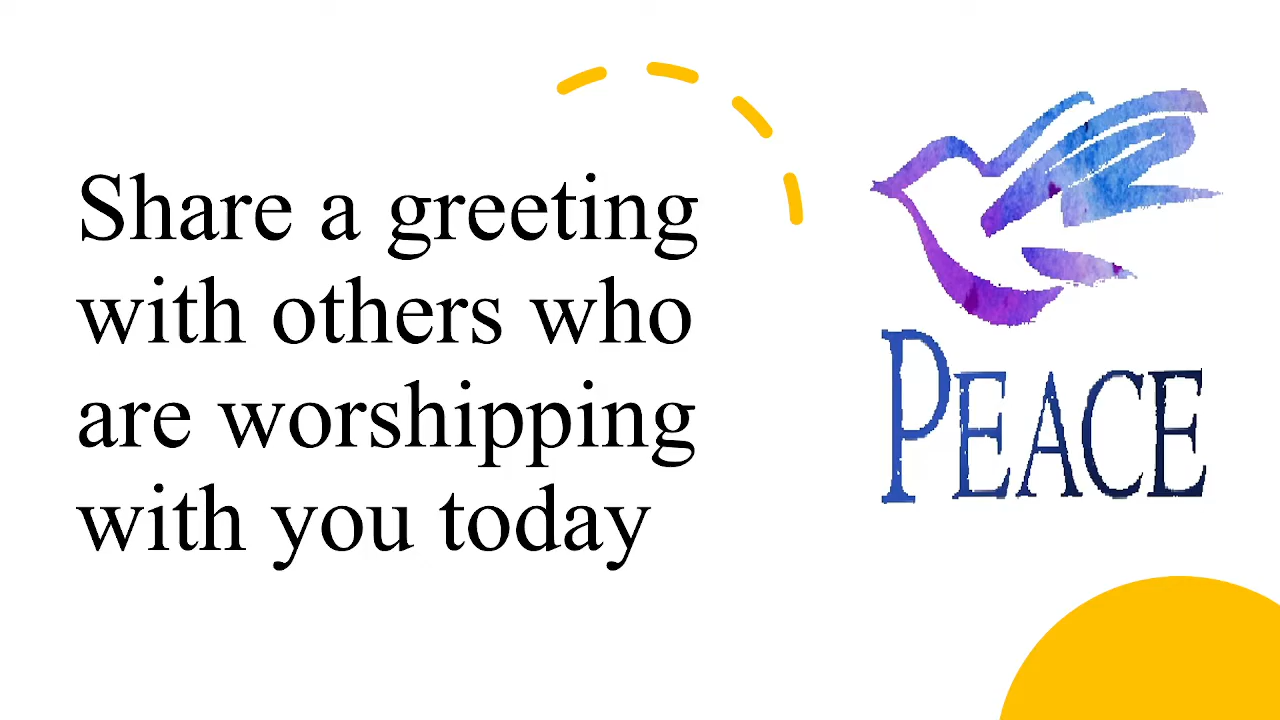 Share a greeting
with others who
are worshipping
with you today
PEACE